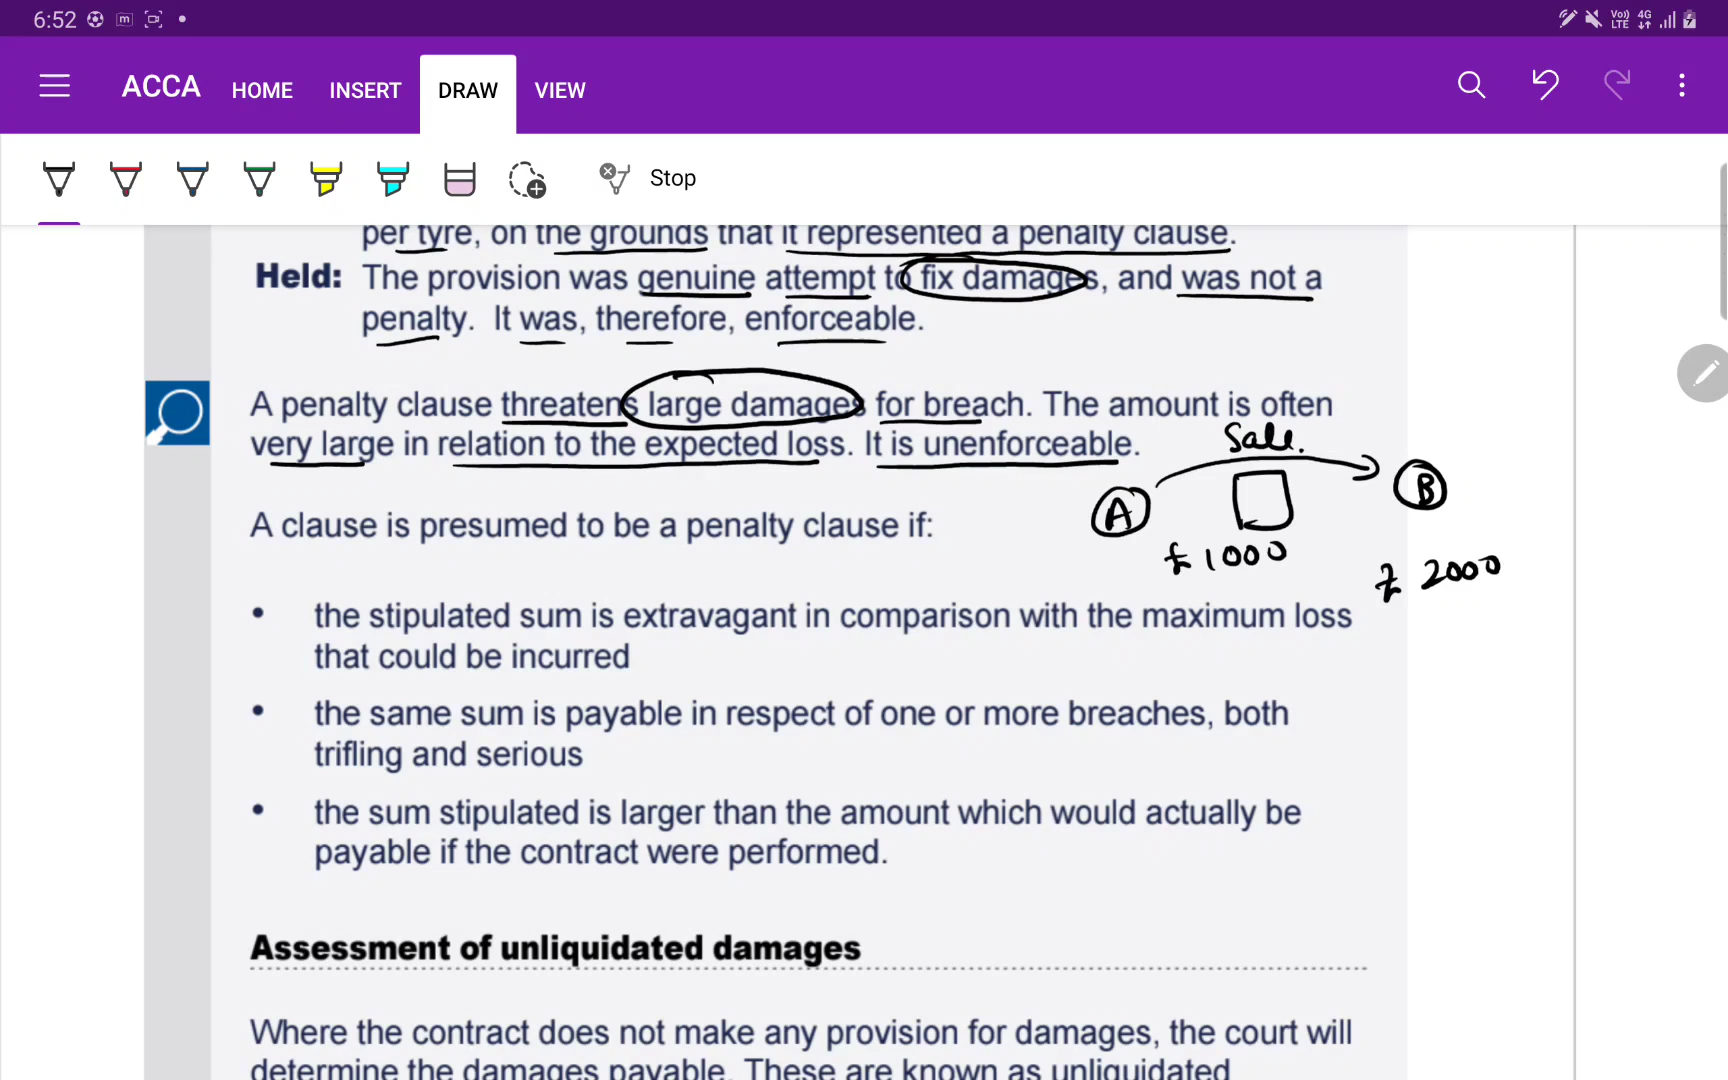 6:52
Vo)) LTE 4G
ACCA HOME INSERT DRAW VIEW
Stop
per tyre, on the grounds that it represented a penalty clause.
Held: The provision was genuine attempt to fix damages, and was not a
penalty. It was, therefore, enforceable.
A penalty clause threatens large damages for breach. The amount is often
very large in relation to the expected loss. It is unenforceable.
Sale.
A B
£ 1000
£ 2000
A clause is presumed to be a penalty clause if:
• the stipulated sum is extravagant in comparison with the maximum loss
that could be incurred
• the same sum is payable in respect of one or more breaches, both
trifling and serious
• the sum stipulated is larger than the amount which would actually be
payable if the contract were performed.
Assessment of unliquidated damages
Where the contract does not make any provision for damages, the court will
determine the damages payable. These are known as unliquidated